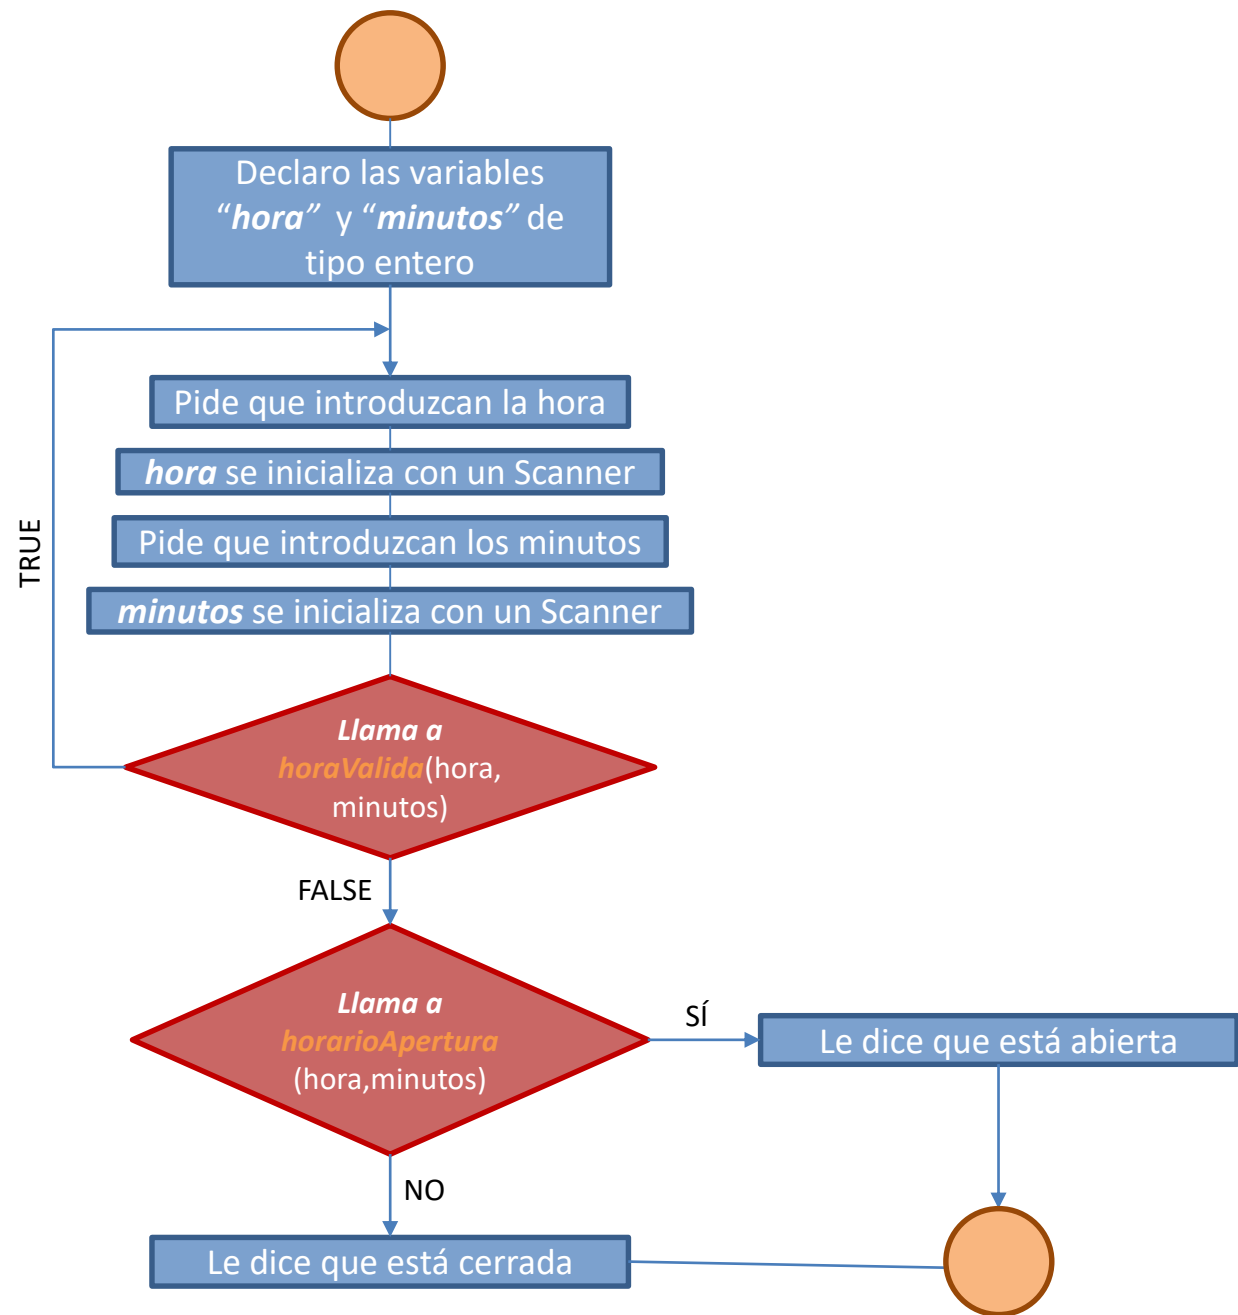 Declaro las variables
“hora” y “minutos” de
tipo entero
Pide que introduzcan la hora
hora se inicializa con un Scanner
Pide que introduzcan los minutos
minutos se inicializa con un Scanner
TRUE
Llama a
horaValida(hora,
minutos)
FALSE
Llama a
horarioApertura
(hora,minutos)
SÍ
Le dice que está abierta
NO
Le dice que está cerrada